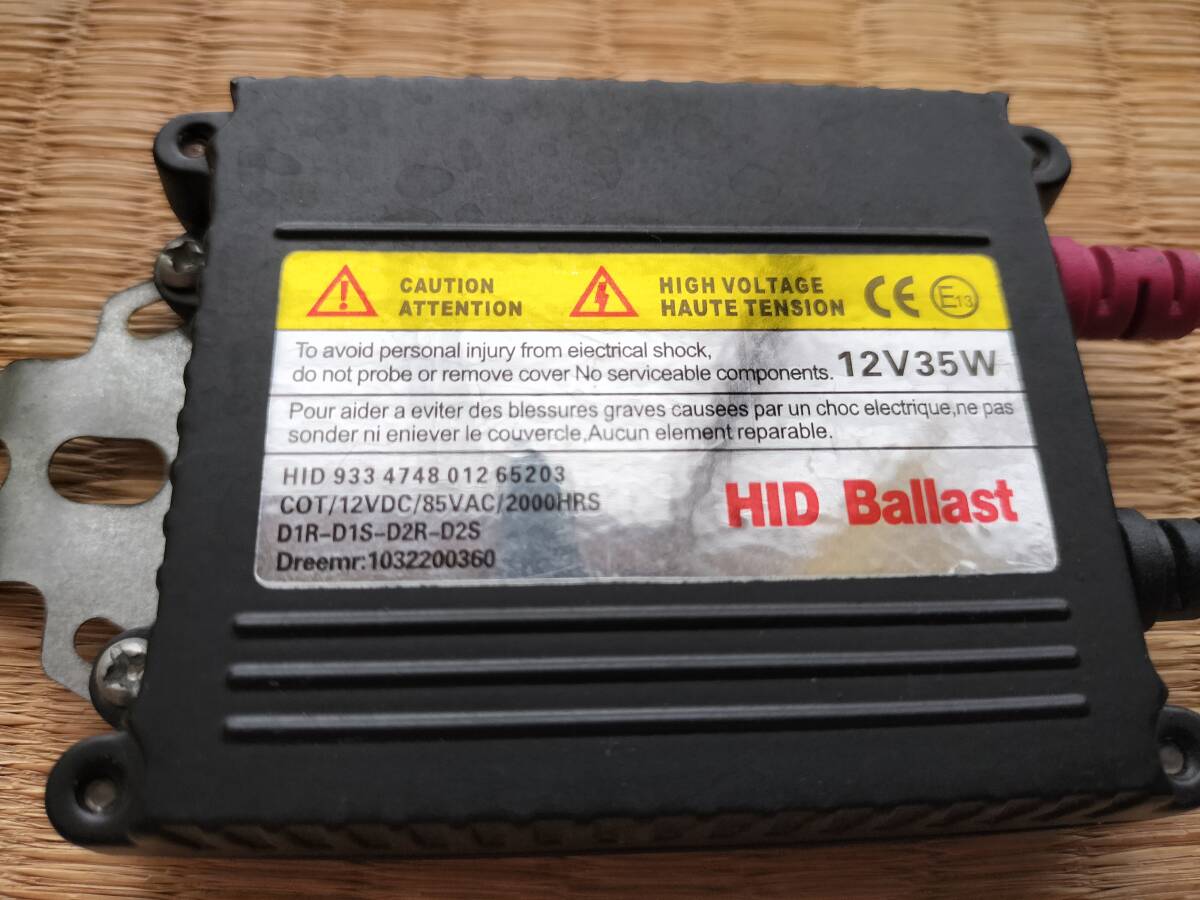 CAUTION
ATTENTION
HIGH VOLTAGE
HAUTE TENSION
CE
E13
To avoid personal injury from eiectrical shock,
do not probe or remove cover No serviceable components.
12V35W
Pour aider a eviter des blessures graves causees par un choc electrique,ne pas
sonder ni eniever le couvercle,Aucun element reparable.
HID 933 4748 012 65203
COT/12VDC/85VAC/2000HRS
D1R-D1S-D2R-D2S
Dreemr:1032200360
HID Ballast